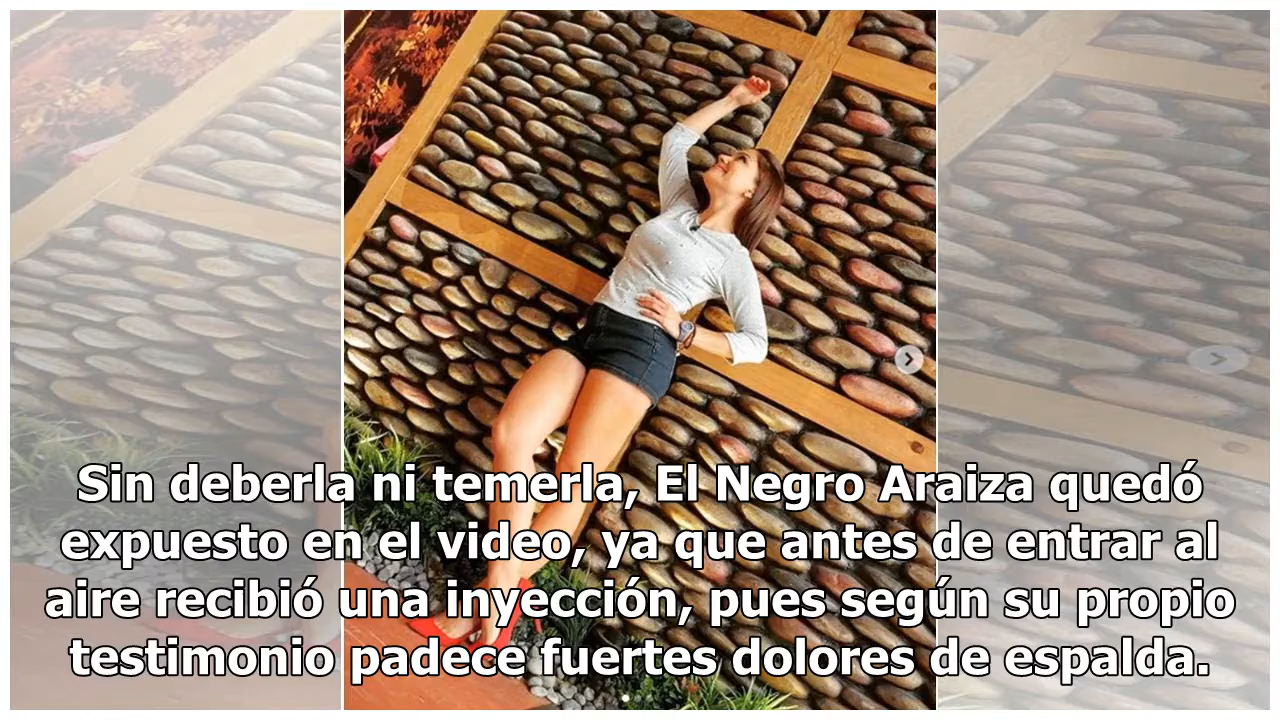 Sin deberla ni temerla, El Negro Araiza quedó
expuesto en el video, ya que antes de entrar al
aire recibió una inyección, pues según su propio
testimonio padece fuertes dolores de espalda.